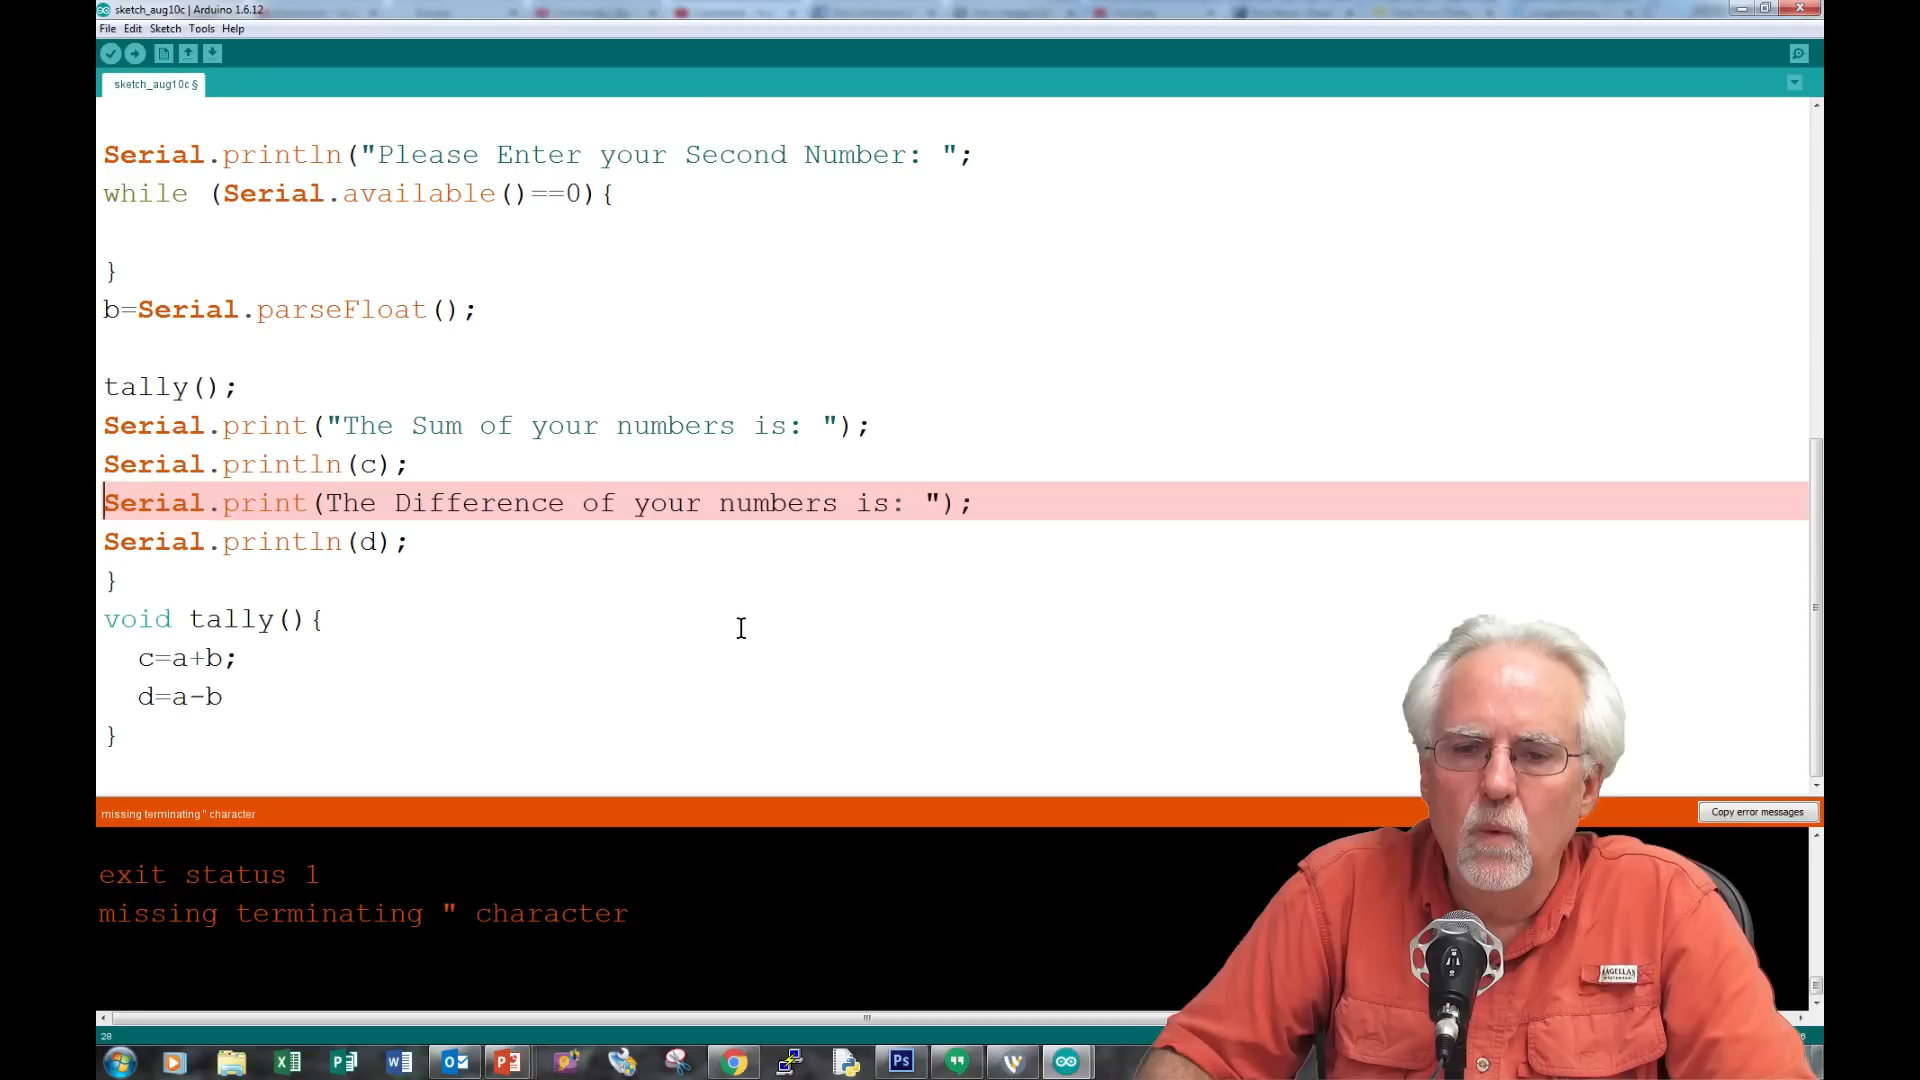 sketch_aug10c | Arduino 1.6.12
File Edit Sketch Tools Help
sketch_aug10c §
Serial.println("Please Enter your Second Number: ";
while (Serial.available()==0){
}
b=Serial.parseFloat();
tally();
Serial.print("The Sum of your numbers is: ");
Serial.println(c);
Serial.print(The Difference of your numbers is: ");
Serial.println(d);
}
void tally(){
c=a+b;
d=a-b
}
missing terminating " character
Copy error messages
exit status 1
missing terminating " character
28
MAGELLAN
Ps